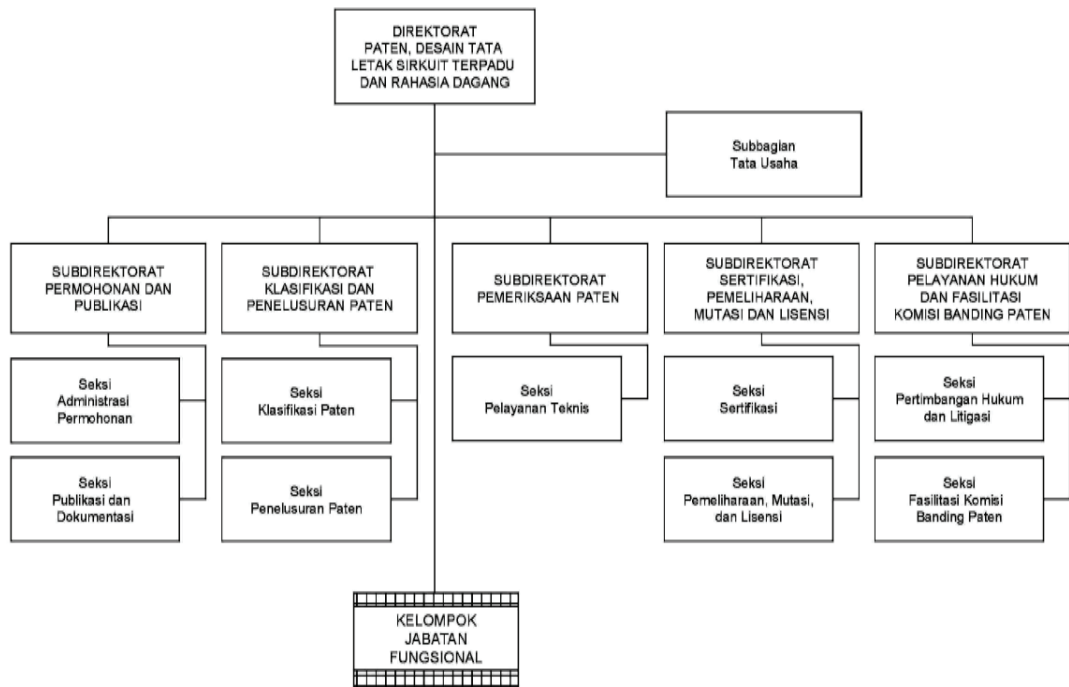 DIREKTORAT
PATEN, DESAIN TATA
LETAK SIRKUIT TERPADU
DAN RAHASIA DAGANG
Subbagian
Tata Usaha
SUBDIREKTORAT
PERMOHONAN DAN
PUBLIKASI
SUBDIREKTORAT
KLASIFIKASI DAN
PENELUSURAN PATEN
SUBDIREKTORAT
PEMERIKSAAN PATEN
SUBDIREKTORAT
SERTIFIKASI,
PEMELIHARAAN,
MUTASI DAN LISENSI
SUBDIREKTORAT
PELAYANAN HUKUM
DAN FASILITASI
KOMISI BANDING PATEN
Seksi
Administrasi
Permohonan
Seksi
Klasifikasi Paten
Seksi
Pelayanan Teknis
Seksi
Sertifikasi
Seksi
Pertimbangan Hukum
dan Litigasi
Seksi
Publikasi dan
Dokumentasi
Seksi
Penelusuran Paten
Seksi
Pemeliharaan, Mutasi,
dan Lisensi
Seksi
Fasilitasi Komisi
Banding Paten
KELOMPOK
JABATAN
FUNGSIONAL